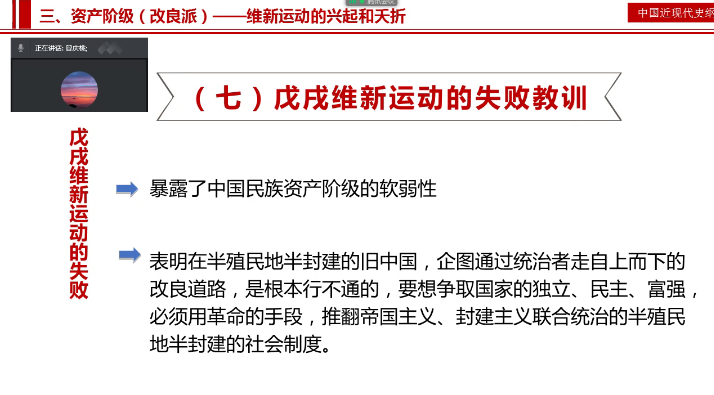 腾讯会议
三、资产阶级（改良派）——维新运动的兴起和夭折
中国近现代史纲
正在讲话:
（七）戊戌维新运动的失败教训
戊戌维新运动的失败
暴露了中国民族资产阶级的软弱性
表明在半殖民地半封建的旧中国，企图通过统治者走自上而下的
改良道路，是根本行不通的，要想争取国家的独立、民主、富强，
必须用革命的手段，推翻帝国主义、封建主义联合统治的半殖民
地半封建的社会制度。